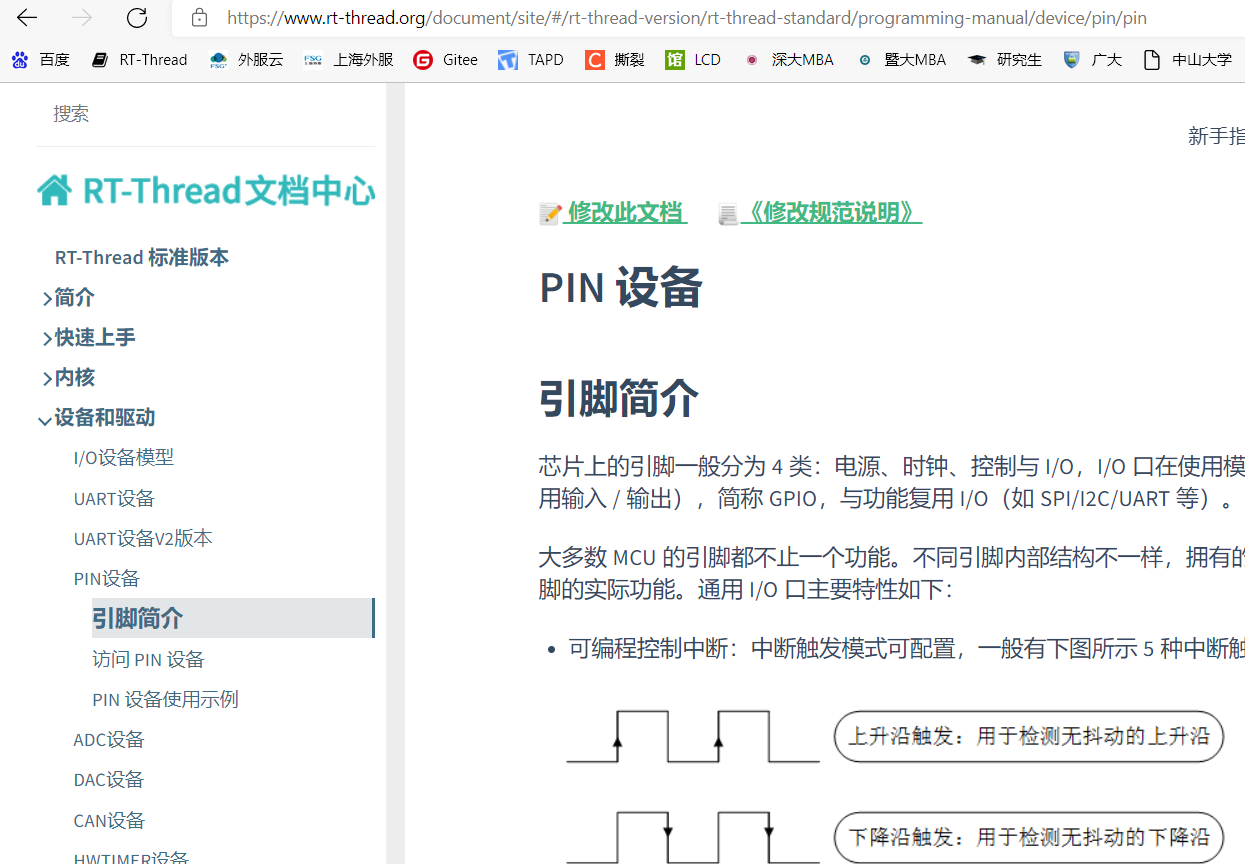 https://www.rt-thread.org/document/site/#/rt-thread-version/rt-thread-standard/programming-manual/device/pin/pin
百度 RT-Thread FSG 外服云 FSG 上海外服 G Gitee TAPD C 撕裂 馆 LCD 深大MBA 暨大MBA 研究生 广大 中山大学
搜索
新手指
RT-Thread文档中心
修改此文档 《修改规范说明》
RT-Thread 标准版本
简介
快速上手
内核
设备和驱动
I/O设备模型
UART设备
UART设备V2版本
PIN设备
引脚简介
访问 PIN 设备
PIN 设备使用示例
ADC设备
DAC设备
CAN设备
HWTIMER设备
PIN 设备
引脚简介
芯片上的引脚一般分为 4 类：电源、时钟、控制与 I/O，I/O 口在使用模
用输入 / 输出），简称 GPIO，与功能复用 I/O（如 SPI/I2C/UART 等）。
大多数 MCU 的引脚都不止一个功能。不同引脚内部结构不一样，拥有的
脚的实际功能。通用 I/O 口主要特性如下：
• 可编程控制中断：中断触发模式可配置，一般有下图所示 5 种中断触
上升沿触发：用于检测无抖动的上升沿
下降沿触发：用于检测无抖动的下降沿